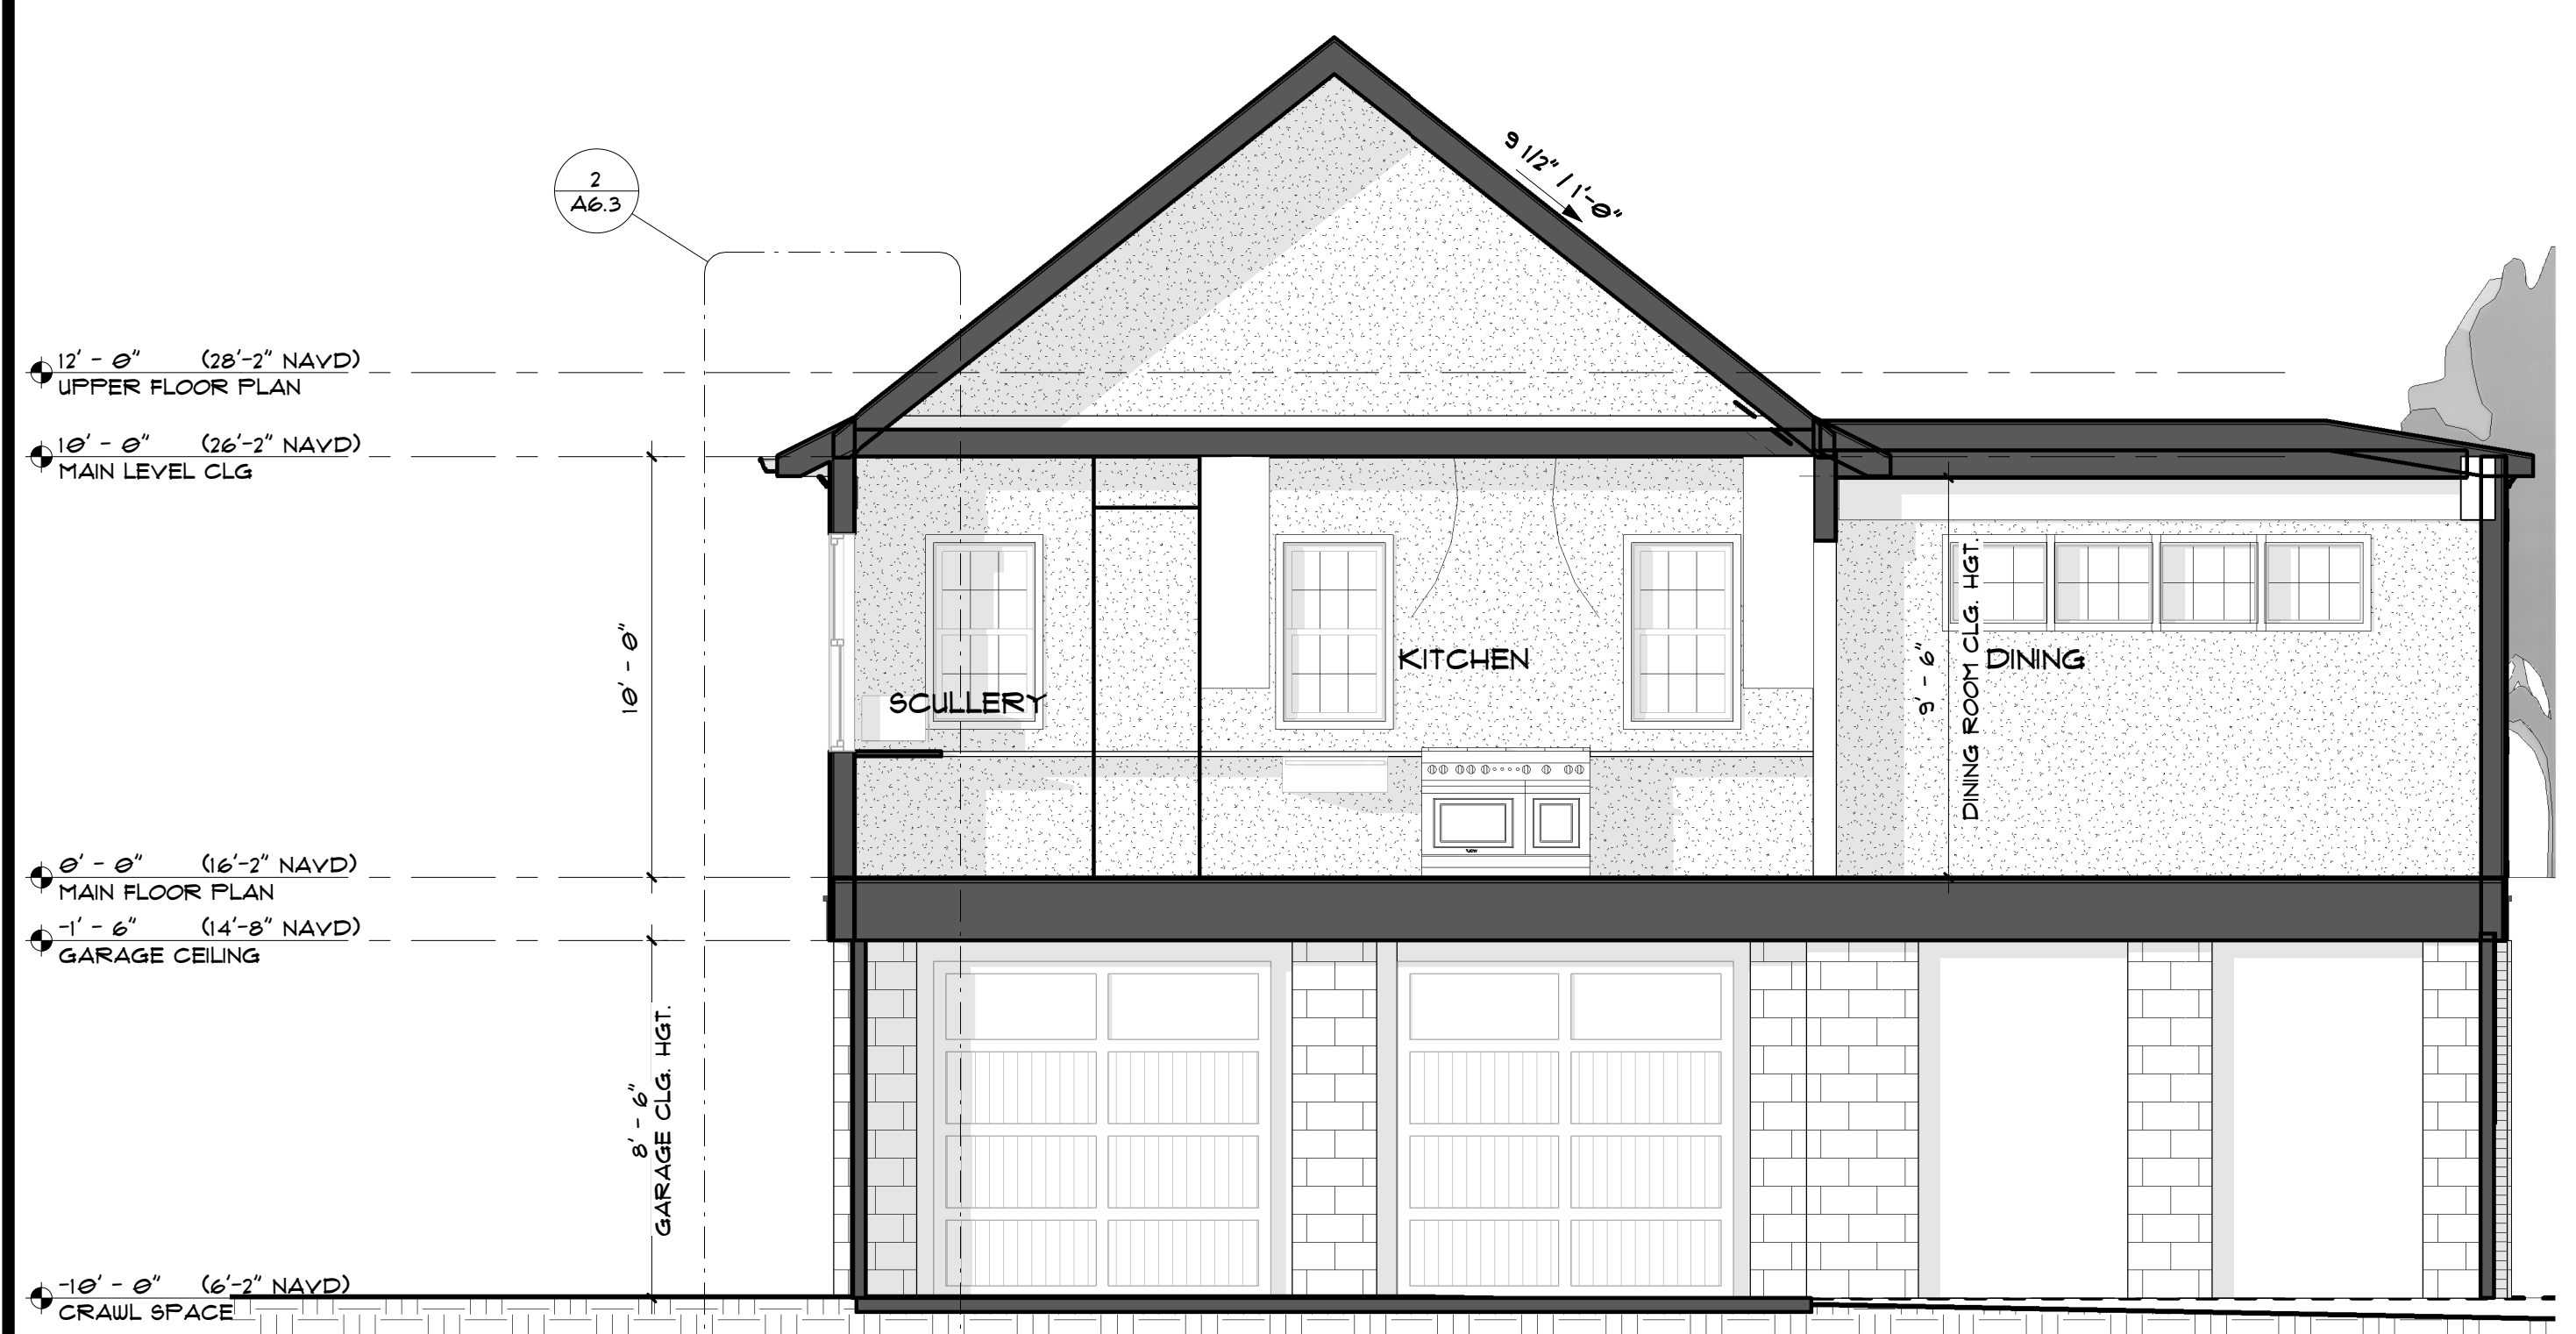 9 1/2" / 1'-0"
2
A6.3
12' - 0" (28'-2" NAVD)
UPPER FLOOR PLAN
10' - 0" (26'-2" NAVD)
MAIN LEVEL CLG
10' - 0"
SCULLERY
KITCHEN
9' - 6"
DINING ROOM CLG. HGT.
DINING
0' - 0" (16'-2" NAVD)
MAIN FLOOR PLAN
-1' - 6" (14'-8" NAVD)
GARAGE CEILING
8' - 6"
GARAGE CLG. HGT.
-10' - 0" (6'-2" NAVD)
CRAWL SPACE